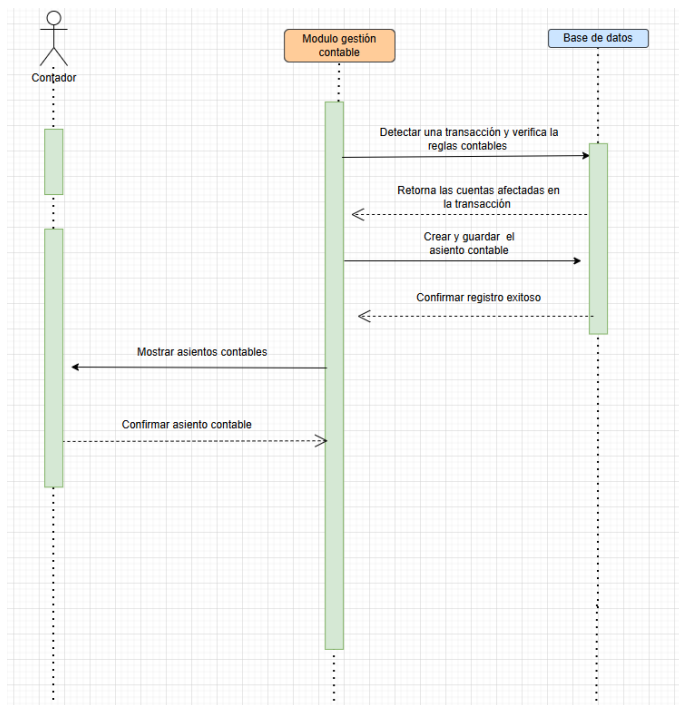 Contador
Modulo gestión
contable
Base de datos
Detectar una transacción y verifica la
reglas contables
Retorna las cuentas afectadas en
la transacción
Crear y guardar el
asiento contable
Confirmar registro exitoso
Mostrar asientos contables
Confirmar asiento contable